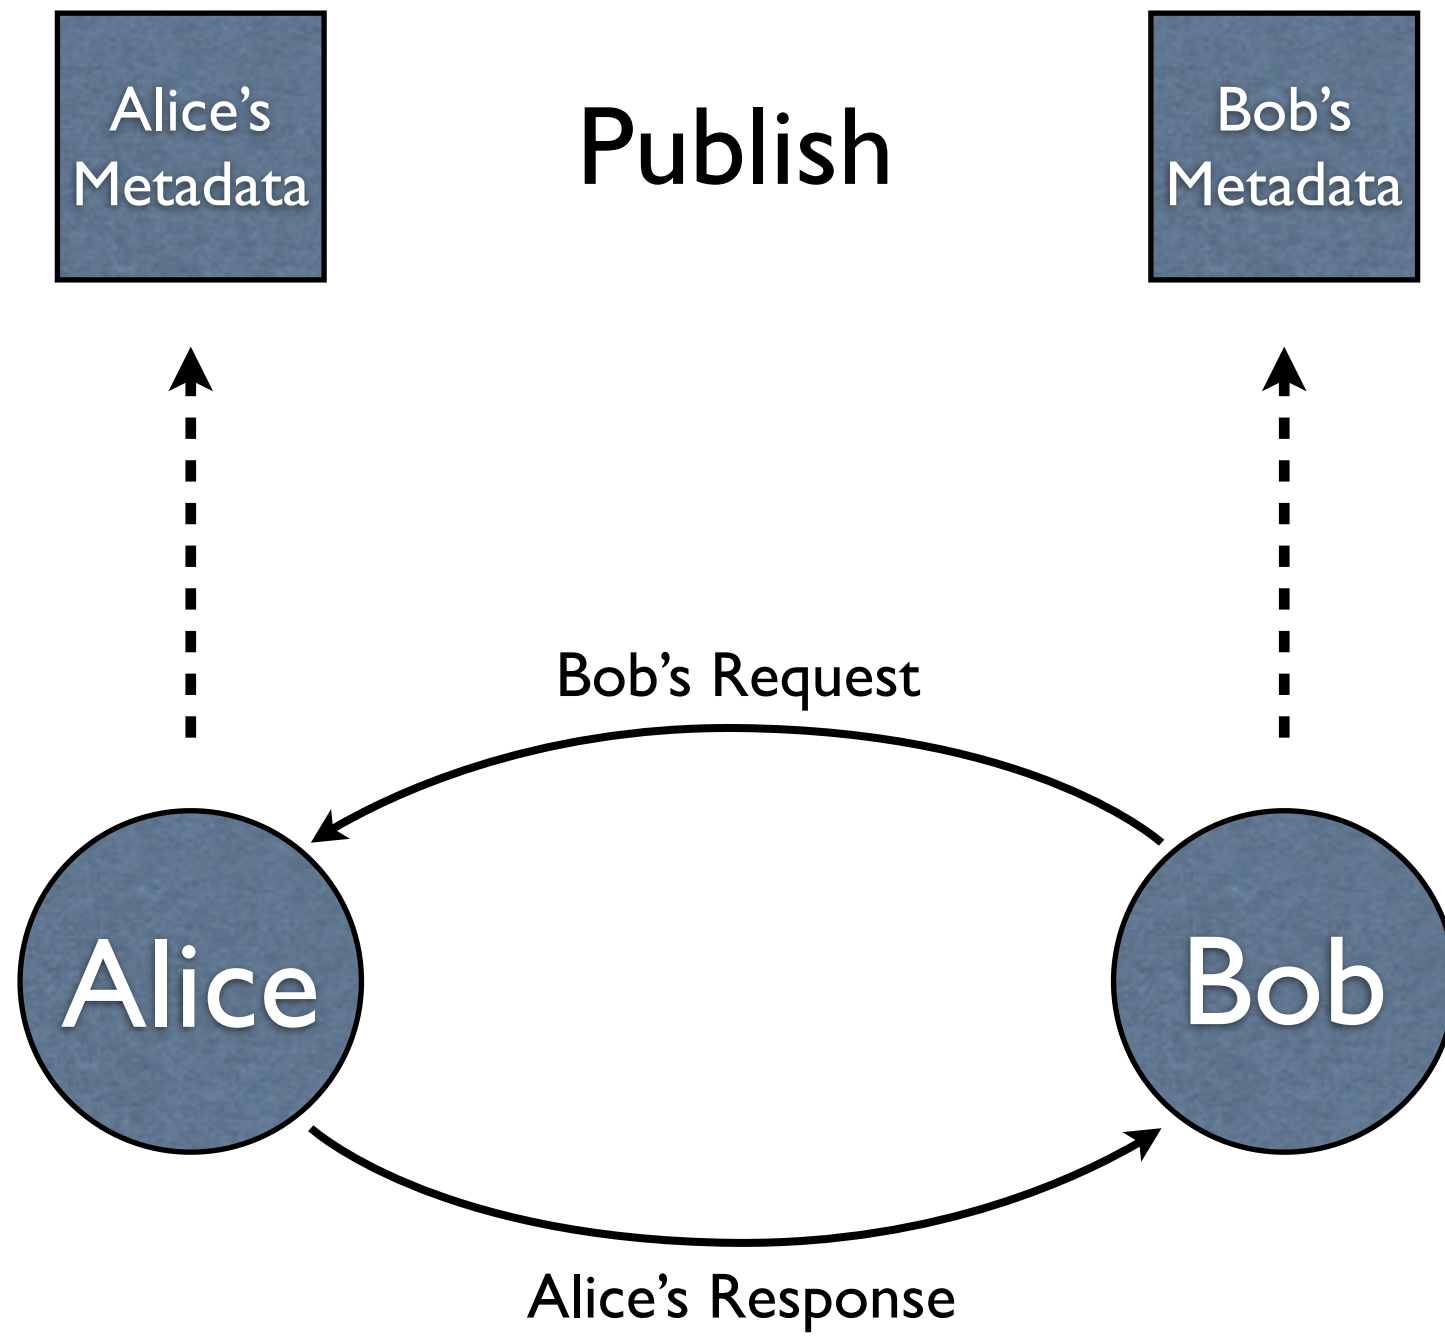 Alice’s
Metadata
Publish
Bob’s
Metadata
Bob’s Request
Alice
Bob
Alice’s Response